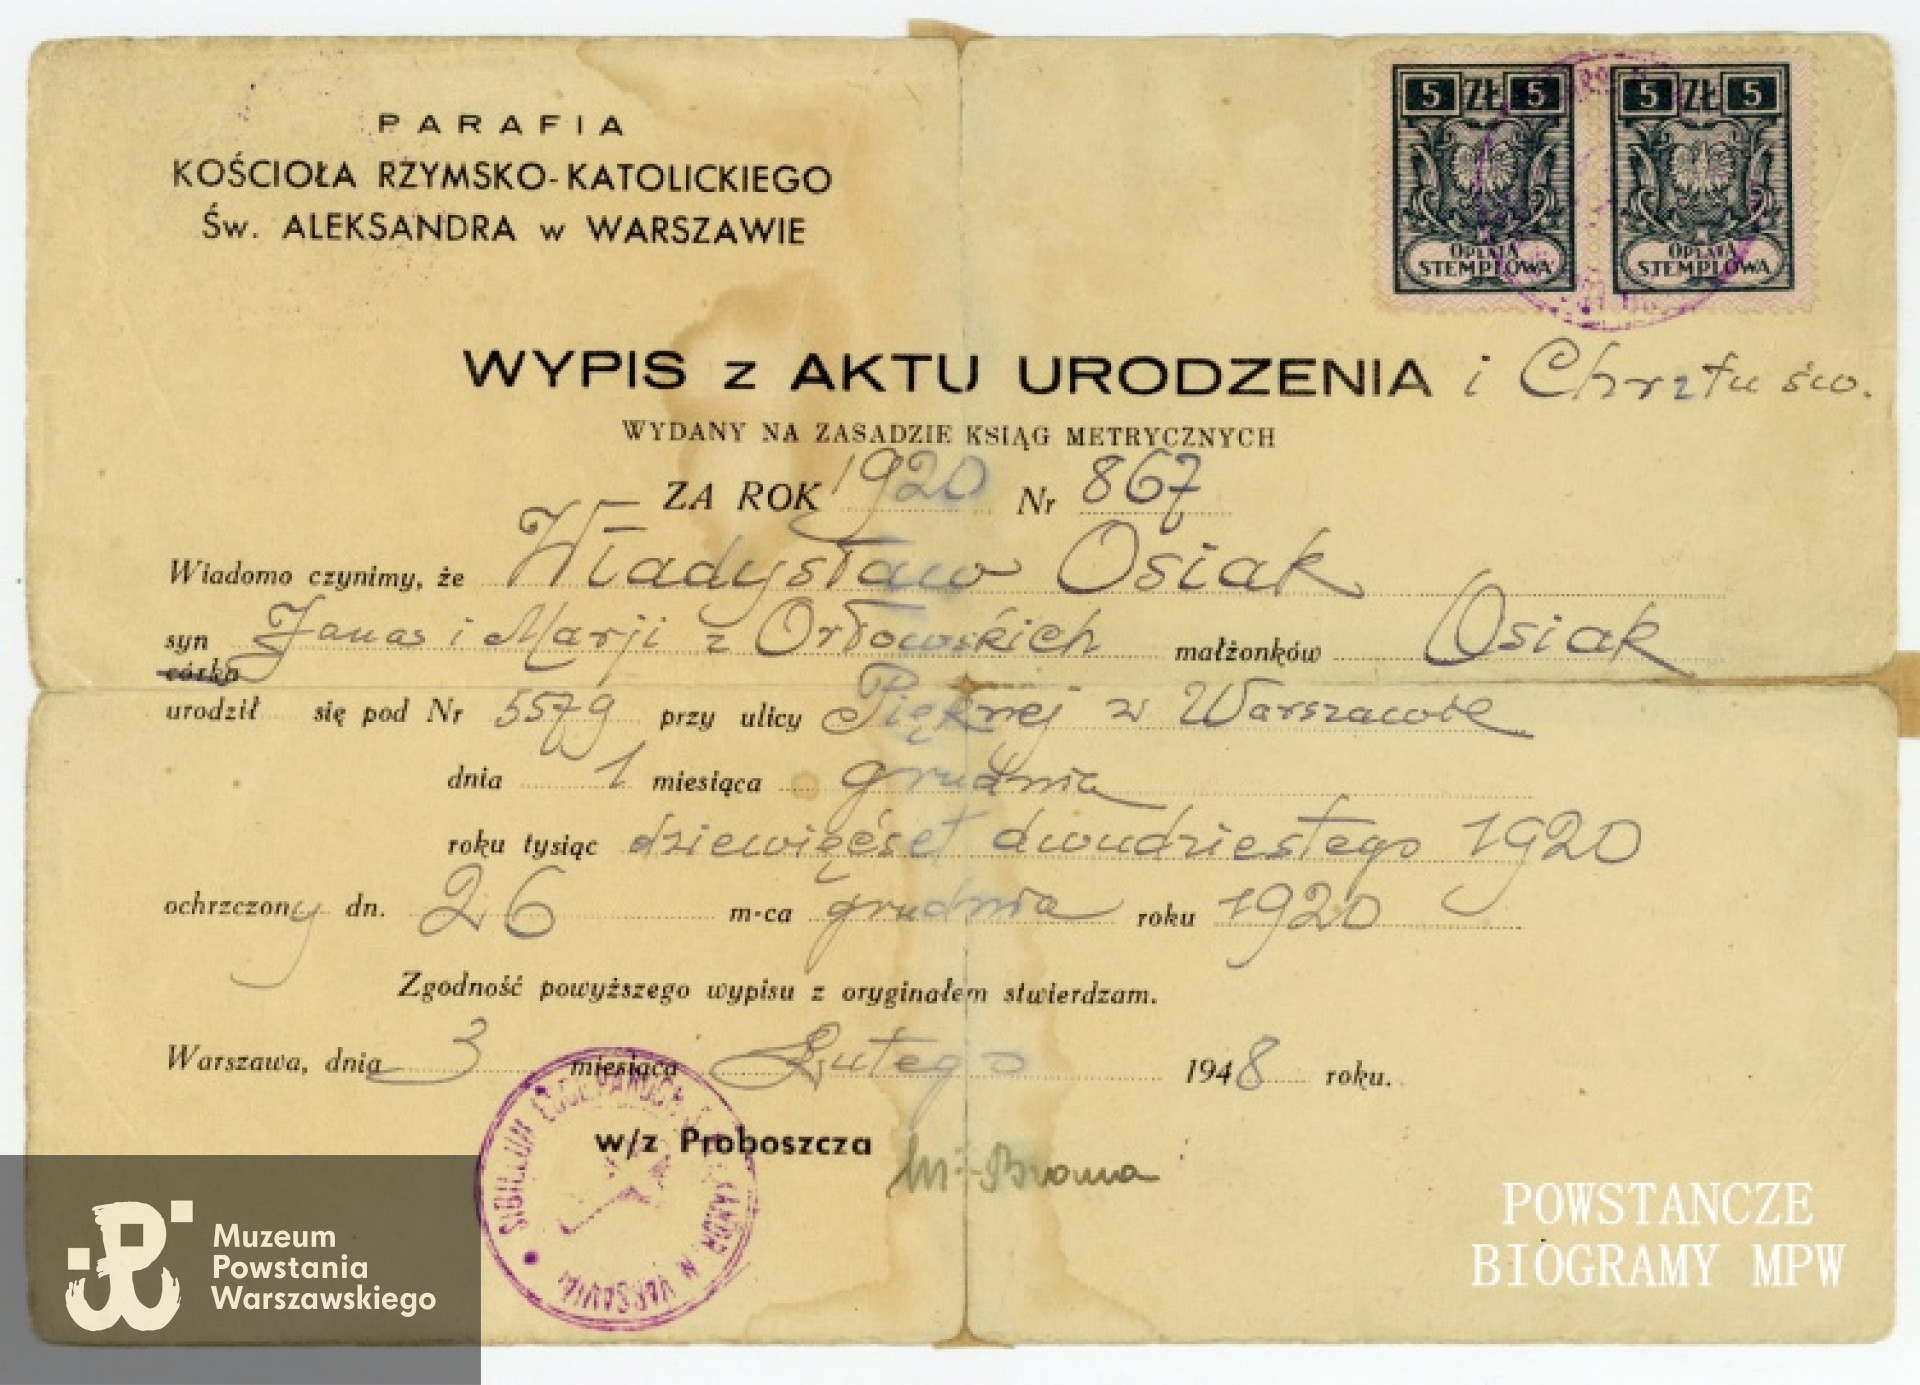 PARAFIA
KOŚCIOŁA RZYMSKO-KATOLICKIEGO
Św. ALEKSANDRA w WARSZAWIE
5 ZŁ 5
OPŁATA
STEMPLOWA
5 ZŁ 5
OPŁATA
STEMPLOWA
WYPIS z AKTU URODZENIA i Chrztu św.
WYDANY NA ZASADZIE KSIĄG METRYCZNYCH
ZA ROK 1920 Nr 867
Wiadomo czynimy, że Władysław Osiak
syn Jana i Marji z Orłowskich małżonków Osiak
córka
urodził się pod Nr 5579 przy ulicy Pięknej w Warszawie
dnia 1 miesiąca grudnia
roku tysiąc dziewięćset dwudziestego 1920
ochrzczony dn. 26 m-ca grudnia roku 1920
Zgodność powyższego wypisu z oryginałem stwierdzam.
Warszawa, dnia 3 miesiąca Lutego 1948 roku.
w/z Proboszcza
Muzeum
Powstania
Warszawskiego
POWSTANCZE
BIOGRAMY MPW